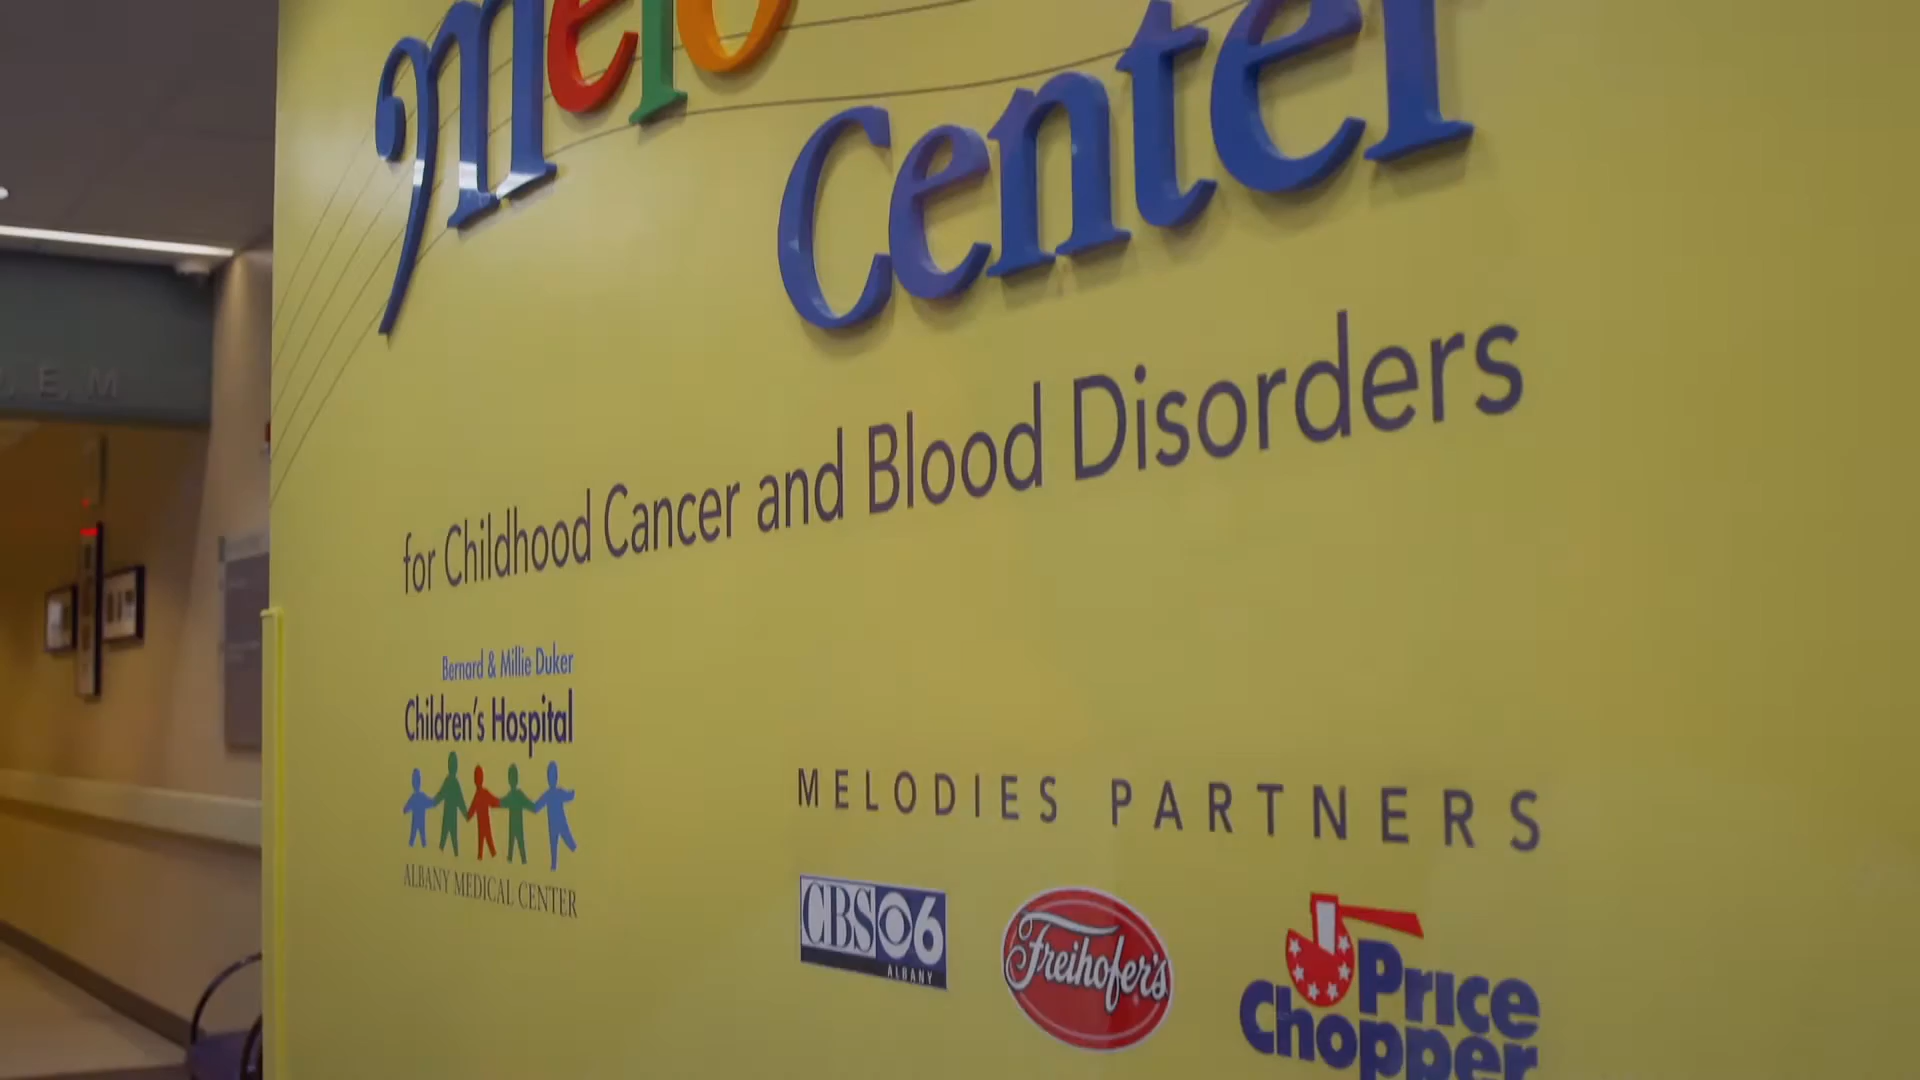 Melo
Center
for Childhood Cancer and Blood Disorders
Bernard & Millie Duker
Children's Hospital
ALBANY MEDICAL CENTER
MELODIES PARTNERS
CBS 6
ALBANY
Freihofer's
Price
Chopper
E. M